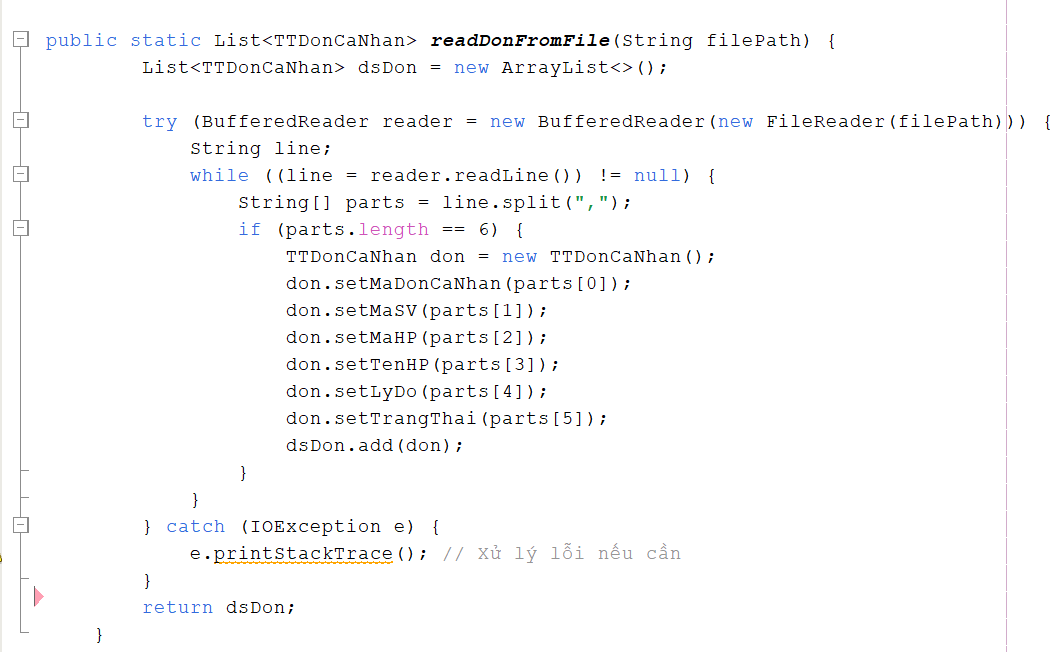 public static List<TTDonCaNhan> readDonFromFile(String filePath) {
        List<TTDonCaNhan> dsDon = new ArrayList<>();

        try (BufferedReader reader = new BufferedReader(new FileReader(filePath))) {
            String line;
            while ((line = reader.readLine()) != null) {
                String[] parts = line.split(",");
                if (parts.length == 6) {
                    TTDonCaNhan don = new TTDonCaNhan();
                    don.setMaDonCaNhan(parts[0]);
                    don.setMaSV(parts[1]);
                    don.setMaHP(parts[2]);
                    don.setTenHP(parts[3]);
                    don.setLyDo(parts[4]);
                    don.setTrangThai(parts[5]);
                    dsDon.add(don);
                }
            }
        } catch (IOException e) {
            e.printStackTrace(); // Xử lý lỗi nếu cần
        }
        return dsDon;
    }